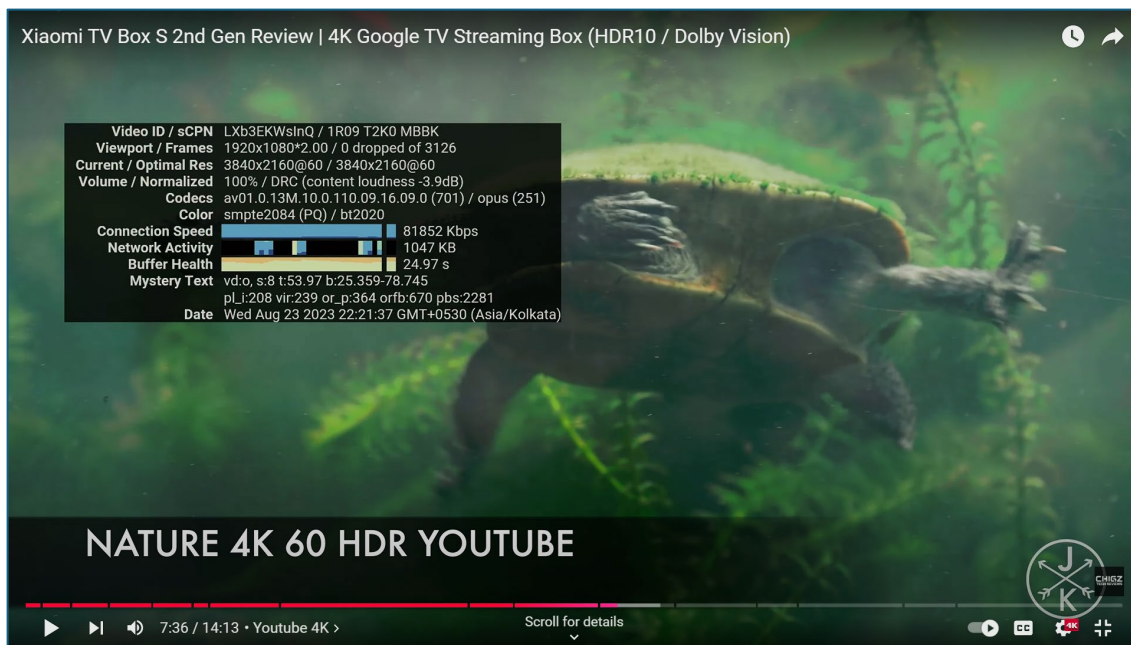 Xiaomi TV Box S 2nd Gen Review | 4K Google TV Streaming Box (HDR10 / Dolby Vision)
Video ID / sCPN LXb3EKWsInQ / 1R09 T2K0 MBBK
Viewport / Frames 1920x1080*2.00 / 0 dropped of 3126
Current / Optimal Res 3840x2160@60 / 3840x2160@60
Volume / Normalized 100% / DRC (content loudness -3.9dB)
Codecs av01.0.13M.10.0.110.09.16.09.0 (701) / opus (251)
Color smpte2084 (PQ) / bt2020
Connection Speed 81852 Kbps
Network Activity 1047 KB
Buffer Health 24.97 s
Mystery Text vd:o, s:8 t:53.97 b:25.359-78.745
pl_i:208 vir:239 or_p:364 orfb:670 pbs:2281
Date Wed Aug 23 2023 22:21:37 GMT+0530 (Asia/Kolkata)
NATURE 4K 60 HDR YOUTUBE
J
K
CHIGZ
7:36 / 14:13 • Youtube 4K ›
Scroll for details
CC
4K